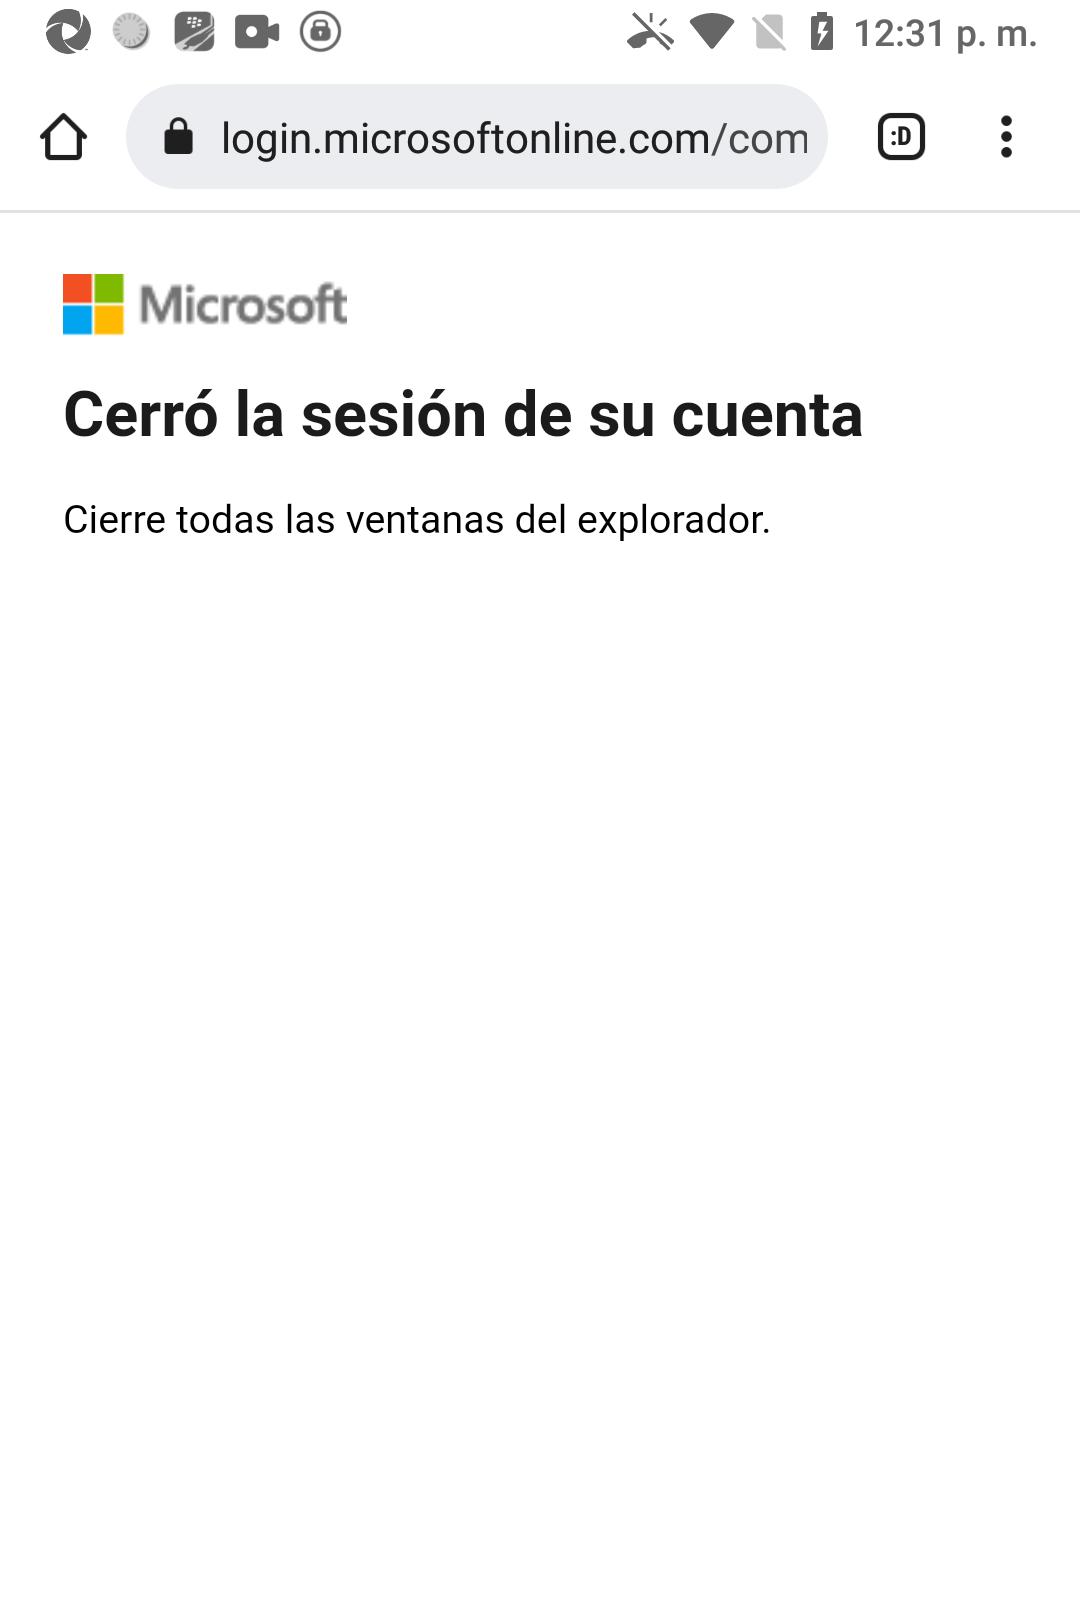 12:31 p. m.
login.microsoftonline.com/com
:D
Microsoft
Cerró la sesión de su cuenta
Cierre todas las ventanas del explorador.